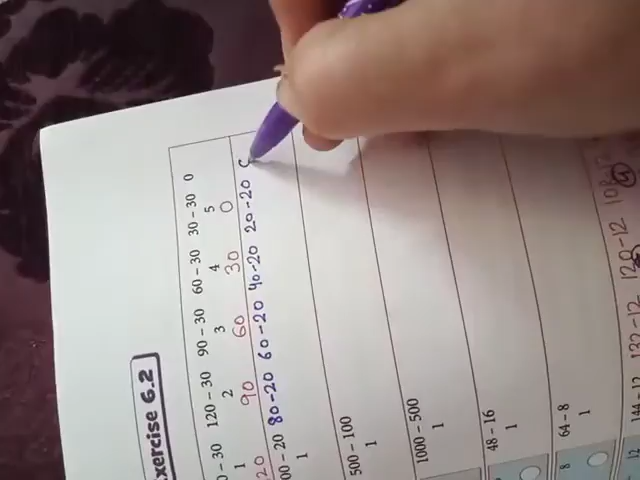 Exercise 6.2
0 - 30 120 - 30 90 - 30 60 - 30 30 - 30 0
1 2 3 4 5
20 90 60 30 0
00 - 20 80-20 60-20 40-20 20-20
1
500 - 100
1
1000 - 500
1
48 - 16
1
64 - 8
1
144-12 132-12 120-12 108-12